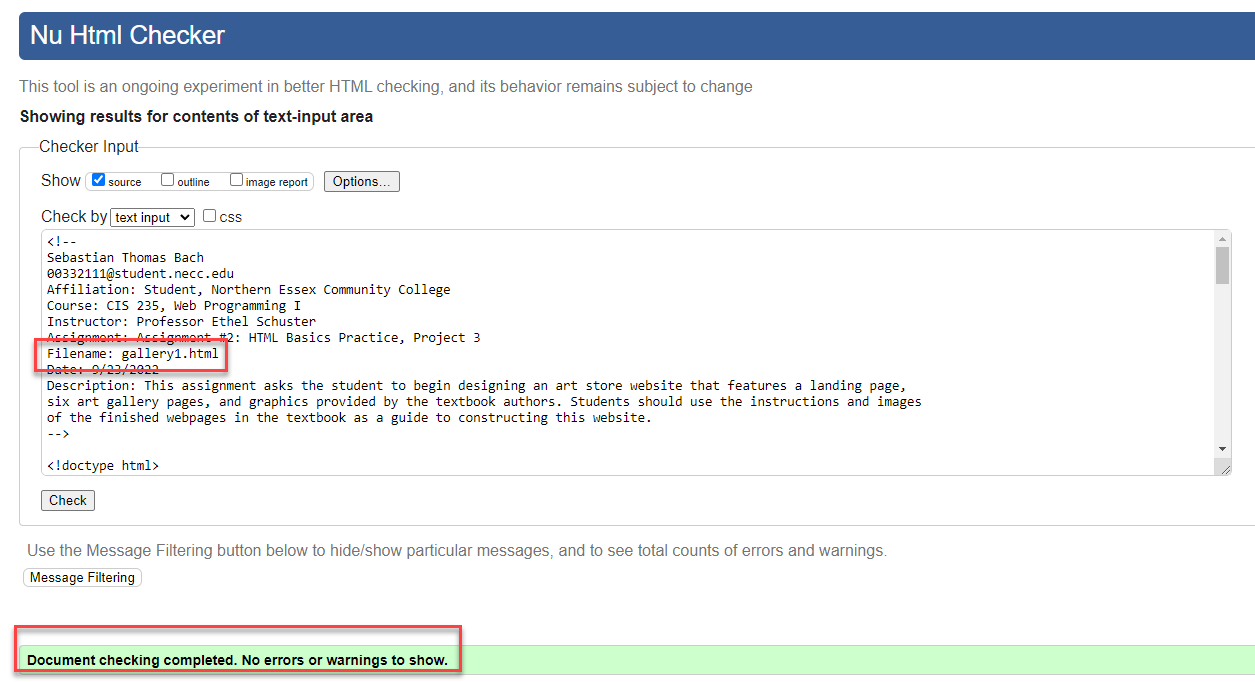 Nu Html Checker
This tool is an ongoing experiment in better HTML checking, and its behavior remains subject to change
Showing results for contents of text-input area
Checker Input
Show source outline image report Options...
Check by text input css
<!--
Sebastian Thomas Bach
00332111@student.necc.edu
Affiliation: Student, Northern Essex Community College
Course: CIS 235, Web Programming I
Instructor: Professor Ethel Schuster
Assignment: Assignment #2: HTML Basics Practice, Project 3
Filename: gallery1.html
Date: 9/23/2022
Description: This assignment asks the student to begin designing an art store website that features a landing page,
six art gallery pages, and graphics provided by the textbook authors. Students should use the instructions and images
of the finished webpages in the textbook as a guide to constructing this website.
-->
<!doctype html>
Check
Use the Message Filtering button below to hide/show particular messages, and to see total counts of errors and warnings.
Message Filtering
Document checking completed. No errors or warnings to show.